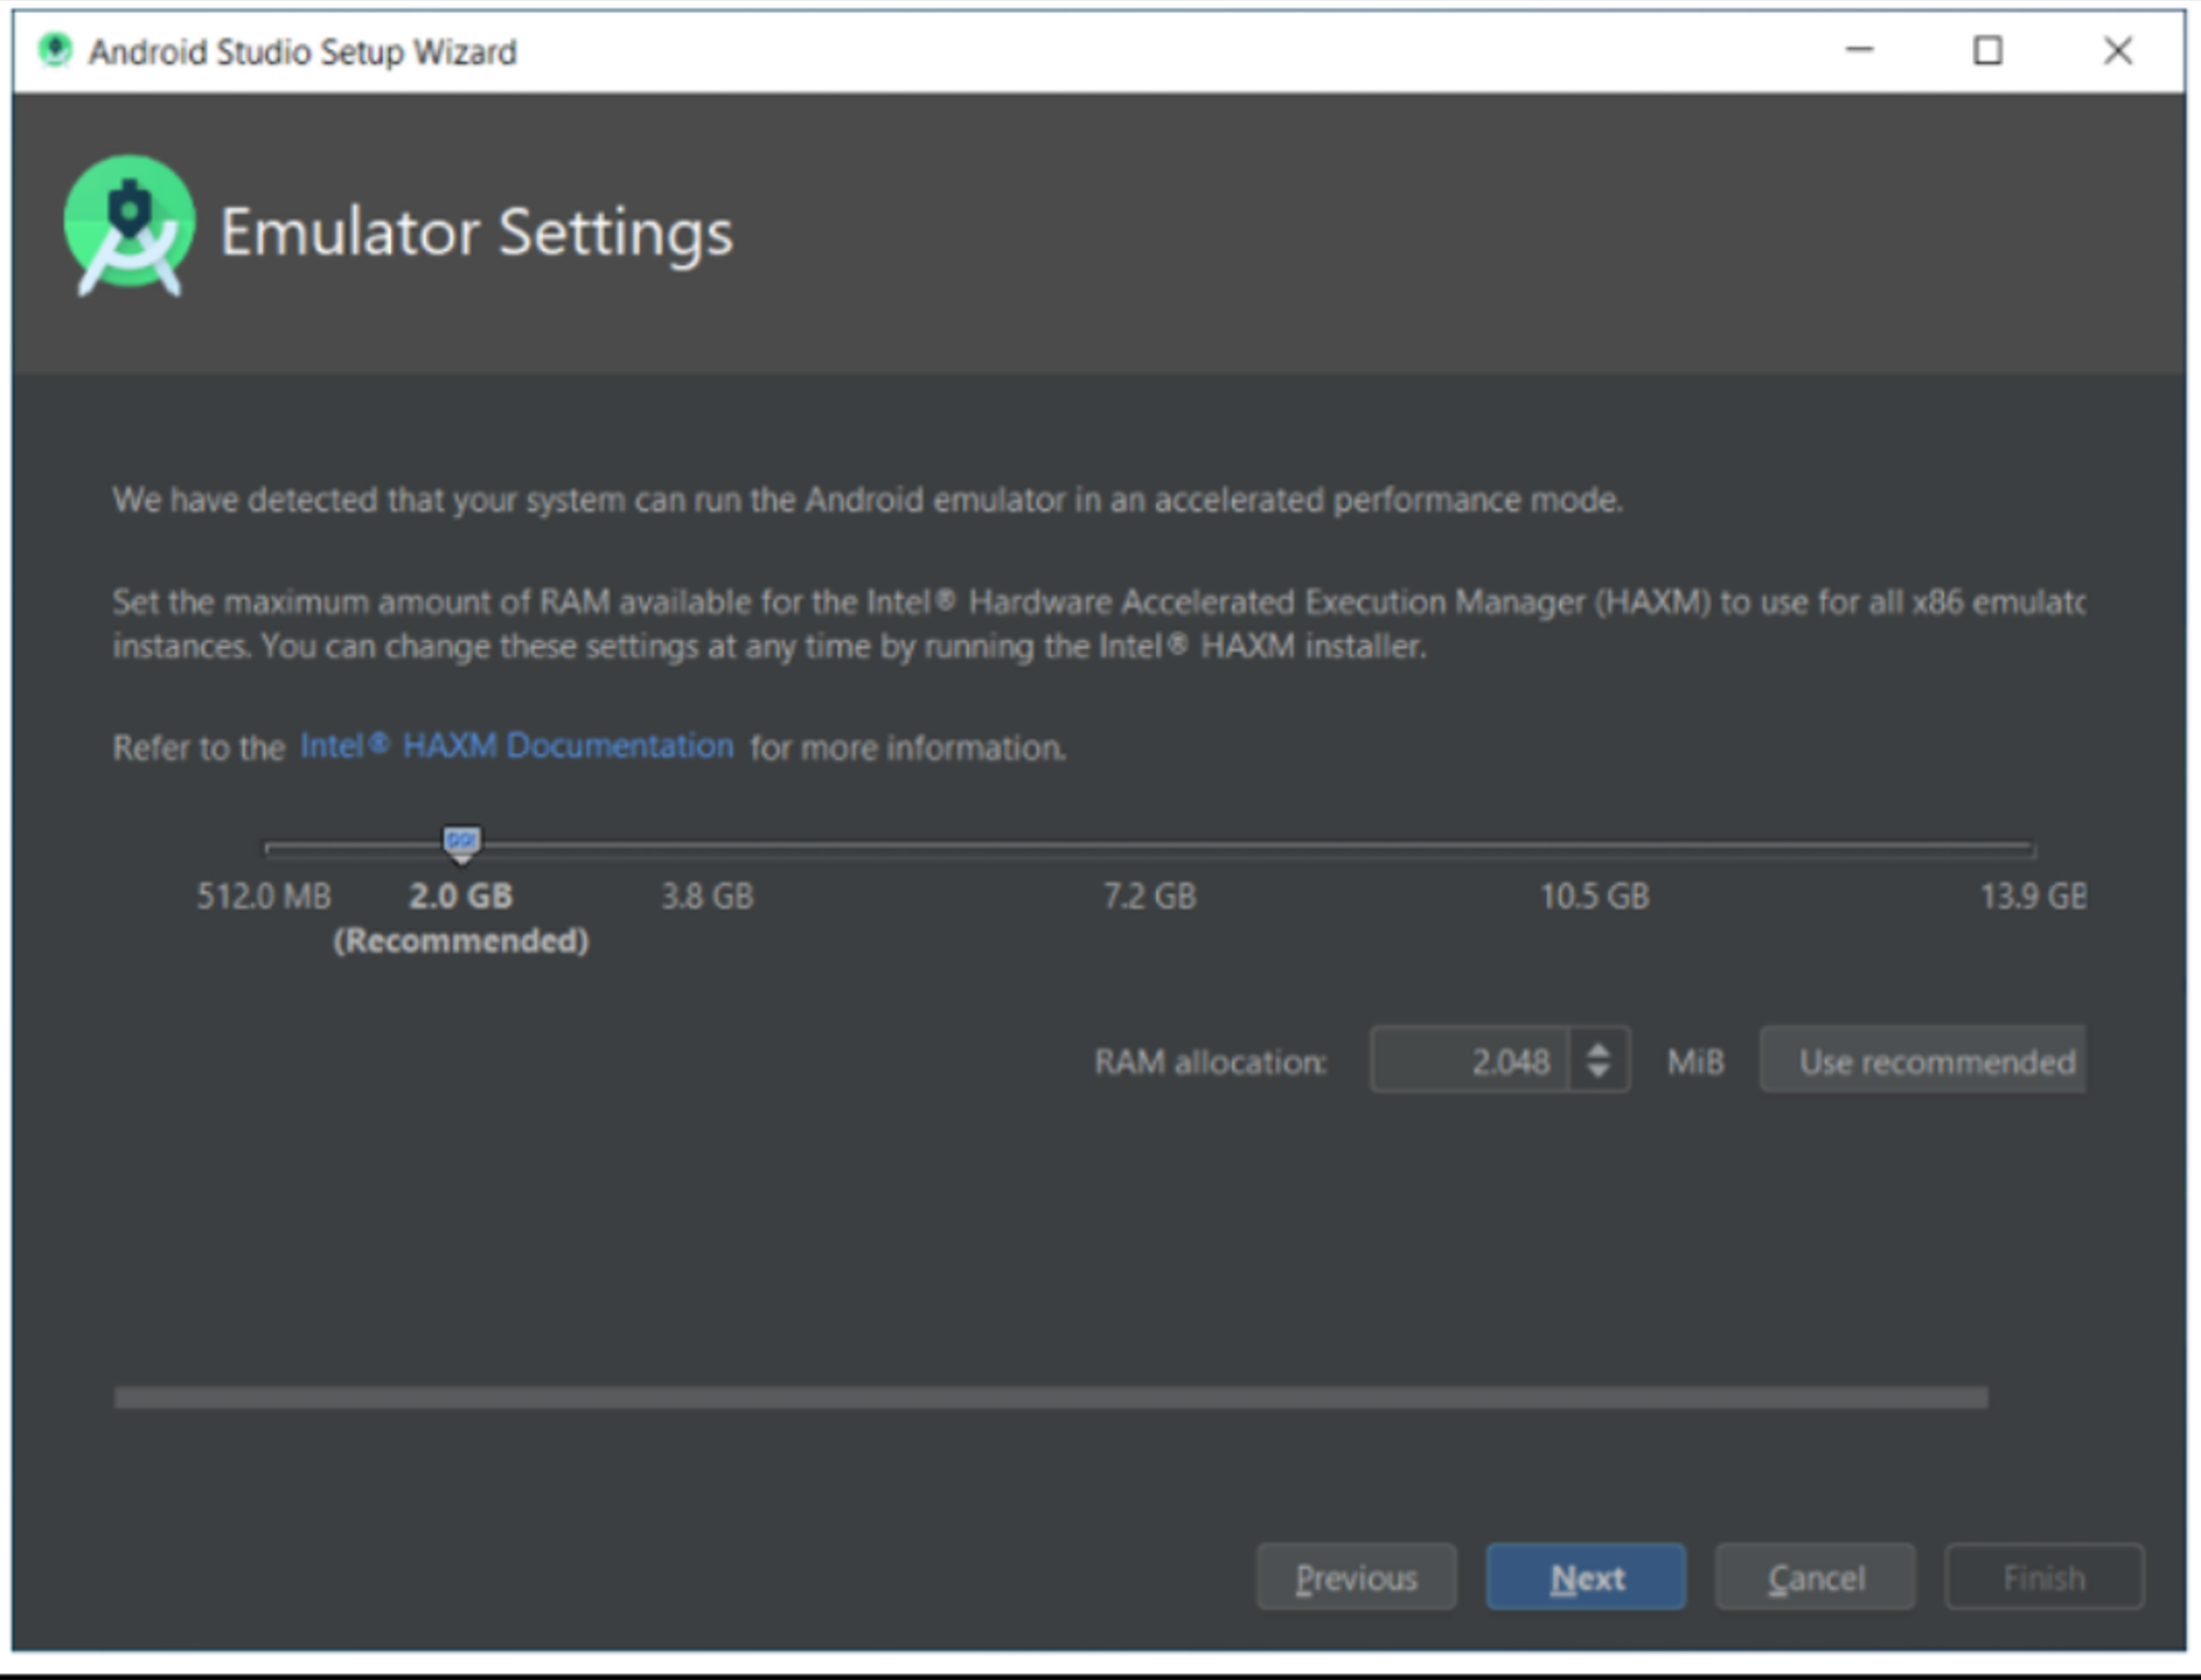 Android Studio Setup Wizard
Emulator Settings
We have detected that your system can run the Android emulator in an accelerated performance mode.
Set the maximum amount of RAM available for the Intel® Hardware Accelerated Execution Manager (HAXM) to use for all x86 emulato
instances. You can change these settings at any time by running the Intel® HAXM installer.
Refer to the Intel® HAXM Documentation for more information.
512.0 MB 2.0 GB 3.8 GB 7.2 GB 10.5 GB 13.9 GB
(Recommended)
RAM allocation: 2.048 MiB Use recommended
Previous Next Cancel Finish